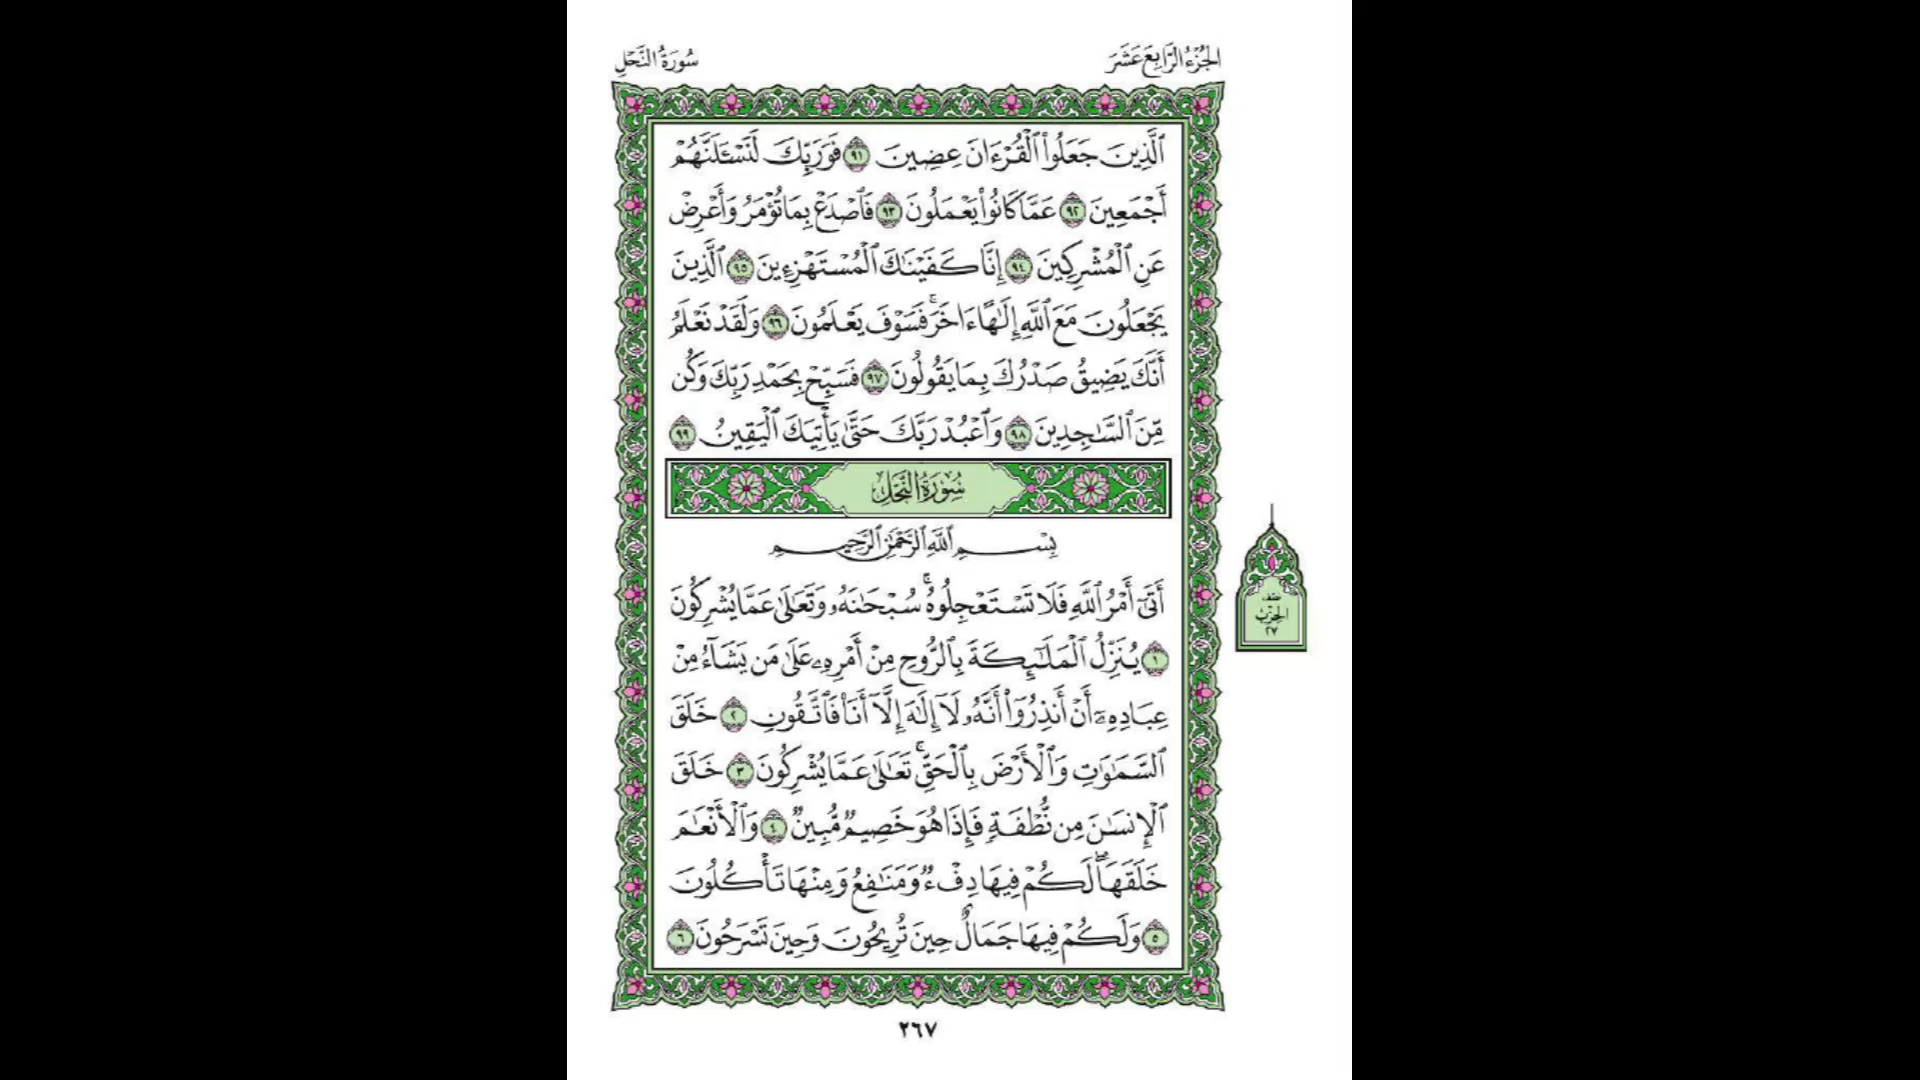 الجُزْءُ الرَّابِعَ عَشَرَ
سُورَةُ النَّحْلِ
ٱلَّذِينَ جَعَلُوا۟ ٱلْقُرْءَانَ عِضِينَ ٩١ فَوَرَبِّكَ لَنَسْـَٔلَنَّهُمْ
أَجْمَعِينَ ٩٢ عَمَّا كَانُوا۟ يَعْمَلُونَ ٩٣ فَٱصْدَعْ بِمَا تُؤْمَرُ وَأَعْرِضْ
عَنِ ٱلْمُشْرِكِينَ ٩٤ إِنَّا كَفَيْنَٰكَ ٱلْمُسْتَهْزِءِينَ ٩٥ ٱلَّذِينَ
يَجْعَلُونَ مَعَ ٱللَّهِ إِلَٰهًا ءَاخَرَ ۚ فَسَوْفَ يَعْلَمُونَ ٩٦ وَلَقَدْ نَعْلَمُ
أَنَّكَ يَضِيقُ صَدْرُكَ بِمَا يَقُولُونَ ٩٧ فَسَبِّحْ بِحَمْدِ رَبِّكَ وَكُن
مِّنَ ٱلسَّٰجِدِينَ ٩٨ وَٱعْبُدْ رَبَّكَ حَتَّىٰ يَأْتِيَكَ ٱلْيَقِينُ ٩٩
سُورَةُ النَّحْلِ
بِسْمِ ٱللَّهِ ٱلرَّحْمَٰنِ ٱلرَّحِيمِ
أَتَىٰٓ أَمْرُ ٱللَّهِ فَلَا تَسْتَعْجِلُوهُ ۚ سُبْحَٰنَهُۥ وَتَعَٰلَىٰ عَمَّا يُشْرِكُونَ
١ يُنَزِّلُ ٱلْمَلَٰٓئِكَةَ بِٱلرُّوحِ مِنْ أَمْرِهِۦ عَلَىٰ مَن يَشَآءُ مِنْ
عِبَادِهِۦٓ أَنْ أَنذِرُوٓا۟ أَنَّهُۥ لَآ إِلَٰهَ إِلَّآ أَنَا۠ فَٱتَّقُونِ ٢ خَلَقَ
ٱلسَّمَٰوَٰتِ وَٱلْأَرْضَ بِٱلْحَقِّ ۚ تَعَٰلَىٰ عَمَّا يُشْرِكُونَ ٣ خَلَقَ
ٱلْإِنسَٰنَ مِن نُّطْفَةٍ فَإِذَا هُوَ خَصِيمٌ مُّبِينٌ ٤ وَٱلْأَنْعَٰمَ
خَلَقَهَا ۗ لَكُمْ فِيهَا دِفْءٌ وَمَنَٰفِعُ وَمِنْهَا تَأْكُلُونَ
٥ وَلَكُمْ فِيهَا جَمَالٌ حِينَ تُرِيحُونَ وَحِينَ تَسْرَحُونَ ٦
نصف
الحِزْب
٢٧
٢٦٧